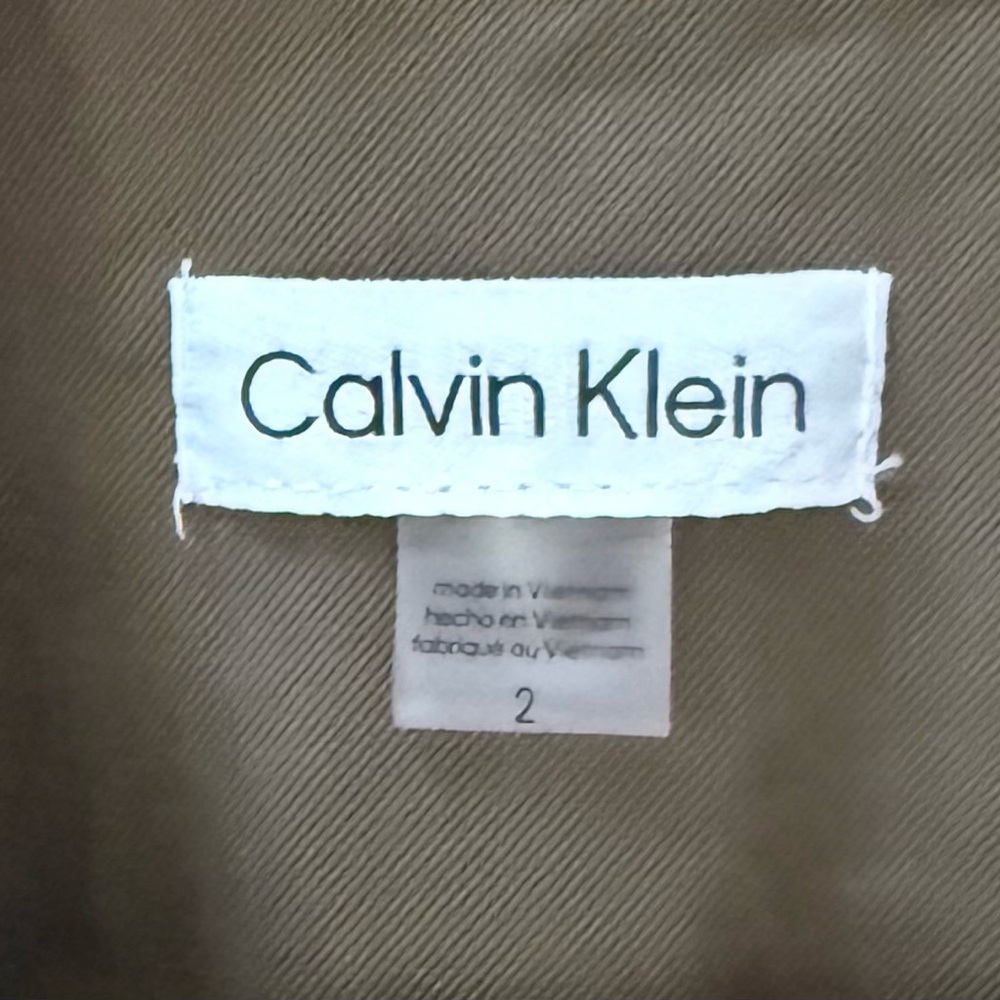 Calvin Klein
made in Vietnam
hecho en Vietnam
fabriqué au Vietnam
2